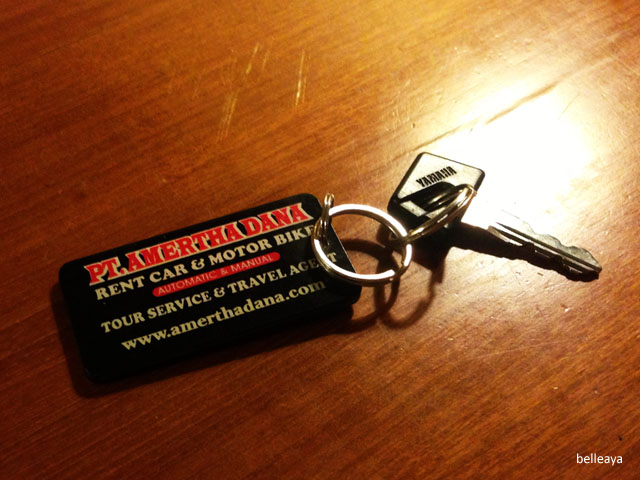 PT. AMERTHA DANA
RENT CAR & MOTOR BIKE
AUTOMATIC & MANUAL
TOUR SERVICE & TRAVEL AGENT
www.amerthadana.com
YAMAHA
belleaya